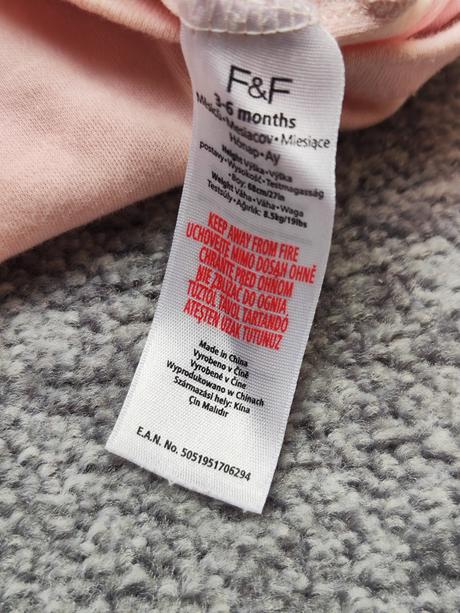 F&F
3-6 months
Měsíců•Mesiacov•Miesiące
Hónap•Ay
Height Výška•Výška
postavy•Wysokość•Testmagasság
•Boy: 68cm/27in
Weight Váha•Váha•Waga
Testsúly•Ağırlık: 8.5kg/19lbs
KEEP AWAY FROM FIRE
UCHOVEJTE MIMO DOSAH OHNĚ
CHRÁŇTE PRED OHŇOM
NIE ZBLIŻAĆ DO OGNIA,
TŰZTŐL TÁVOL TARTANDÓ
ATEŞTEN UZAK TUTUNUZ
Made in China
Vyrobeno v Číně
Vyrobené v Číne
Wyprodukowano w Chinach
Származási hely: Kína
Çin Malıdır
E.A.N. No. 5051951706294